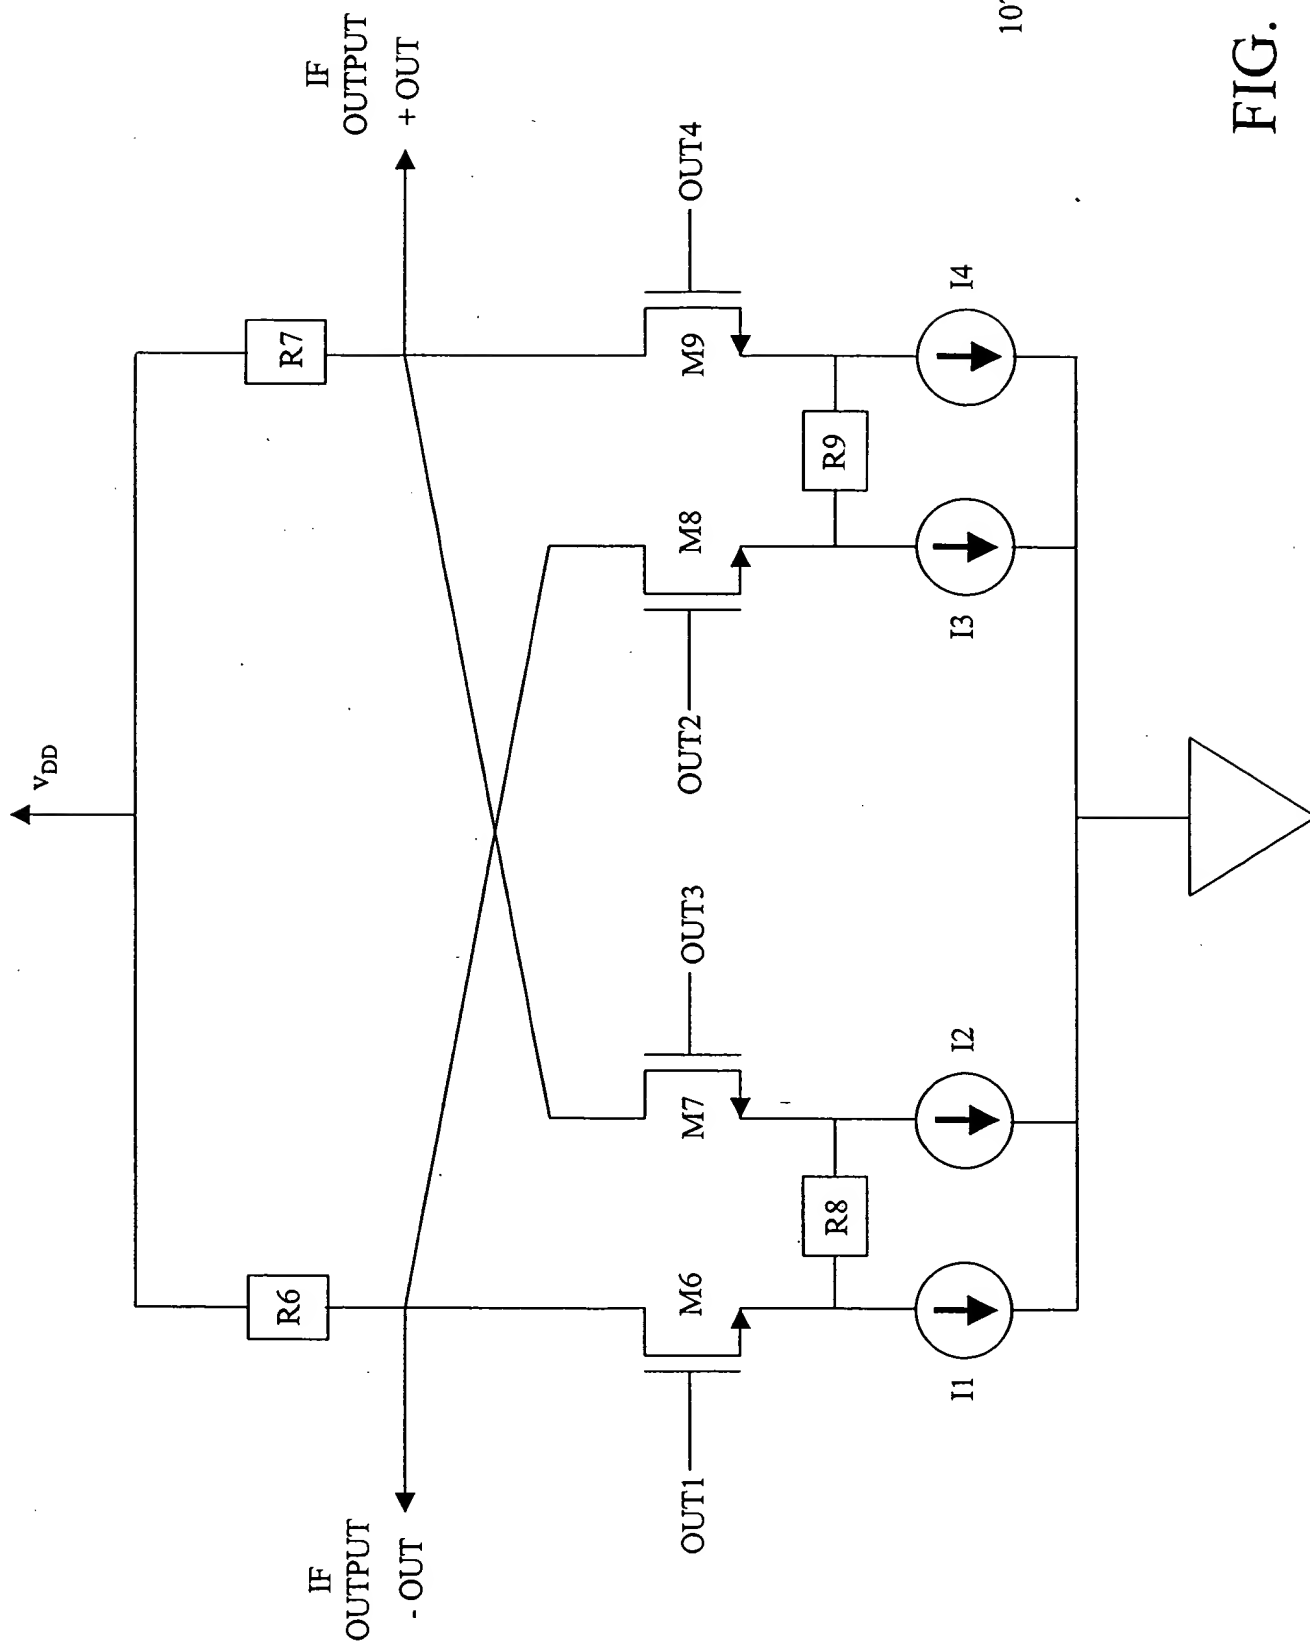 V_DD
IF
OUTPUT
- OUT
R6
R7
IF
OUTPUT
+ OUT
OUT1
M6
M7
OUT3
OUT2
M8
M9
OUT4
R8
R9
I1
I2
I3
I4
FIG.